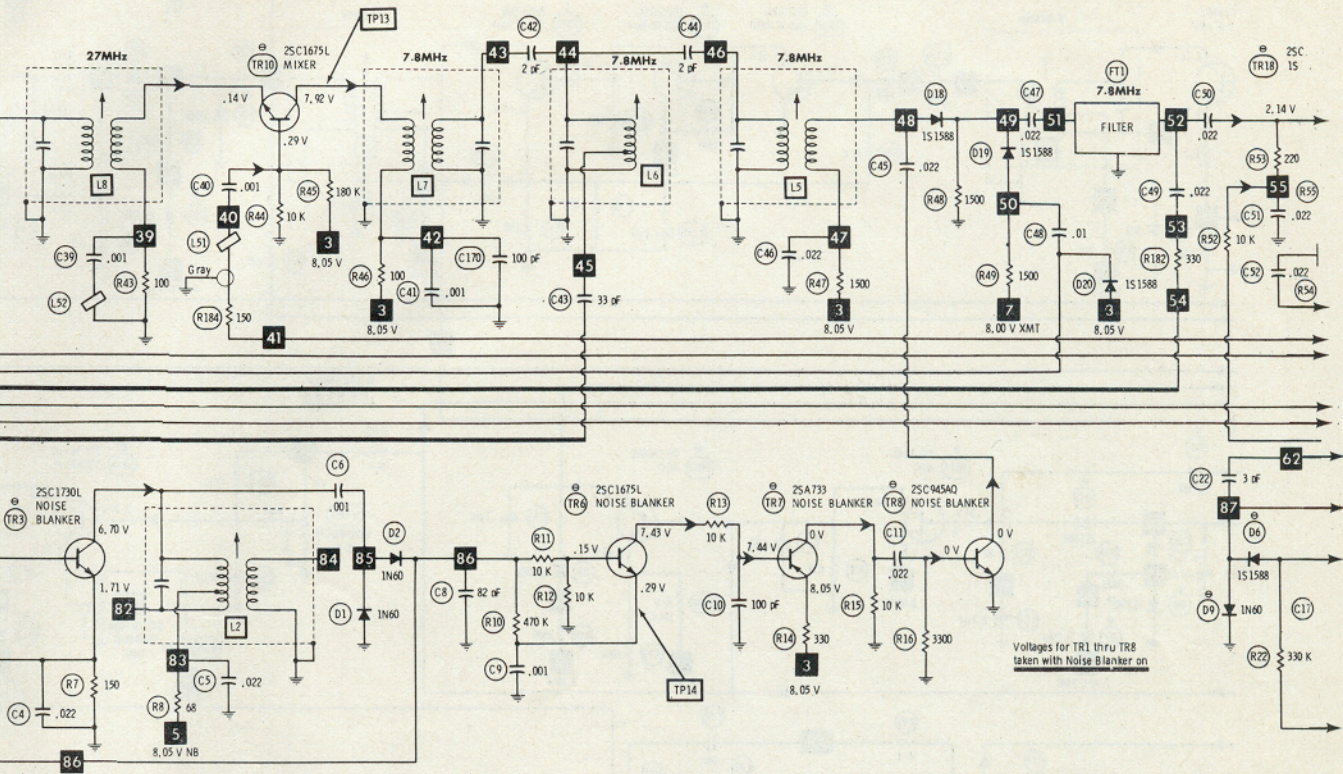 TP13
27MHz
⊖ 2SC1675L
TR10 MIXER
7.8MHz
43
C42
2 pF
44
7.8MHz
C44
2 pF
46
7.8MHz
.14 V
7.92 V
.29 V
L8
C40 .001
40
R44
10 K
R45
180 K
3
8.05 V
L51
Gray
R184 150
41
39
C39 .001
L52
R43 100
L7
42
R46 100
3
8.05 V
C41 .001
C170 100 pF
L6
45
C43 33 pF
L5
47
C46 .022
R47 1500
3
8.05 V
48
D18
1S1588
C45 .022
R48 1500
49
C47
.022
51
D19 1S1588
50
R49 1500
7
8.00 V XMT
C48 .01
D20 1S1588
3
8.05 V
FT1
7.8MHz
FILTER
52
C50
.022
C49 .022
53
R182 330
54
⊖ 2SC
TR18 1S
2.14 V
R53 220
55
R55
C51 .022
R52 10 K
C52 .022
R54
⊖ 2SC1730L
TR3 NOISE
BLANKER
6.70 V
1.71 V
82
R7 150
C4 .022
83
R8 68
5
8.05 V NB
C5 .022
L2
86
C6
.001
84
85
D2
1N60
D1 1N60
86
C8 82 pF
R11
10 K
R12 10 K
R10 470 K
C9 .001
⊖ 2SC1675L
TR6 NOISE BLANKER
7.43 V
.15 V
.29 V
TP14
R13
10 K
7.44 V
C10 100 pF
⊖ 2SA733
TR7 NOISE BLANKER
0 V
8.05 V
R14 330
3
8.05 V
R15 10 K
C11
.022
⊖ 2SC945AQ
TR8 NOISE BLANKER
0 V
0 V
R16 3300
Voltages for TR1 thru TR8
taken with Noise Blanker on
62
C22 3 pF
87
⊖
D6
1S1588
⊖
D9 1N60
C17
R22 330 K